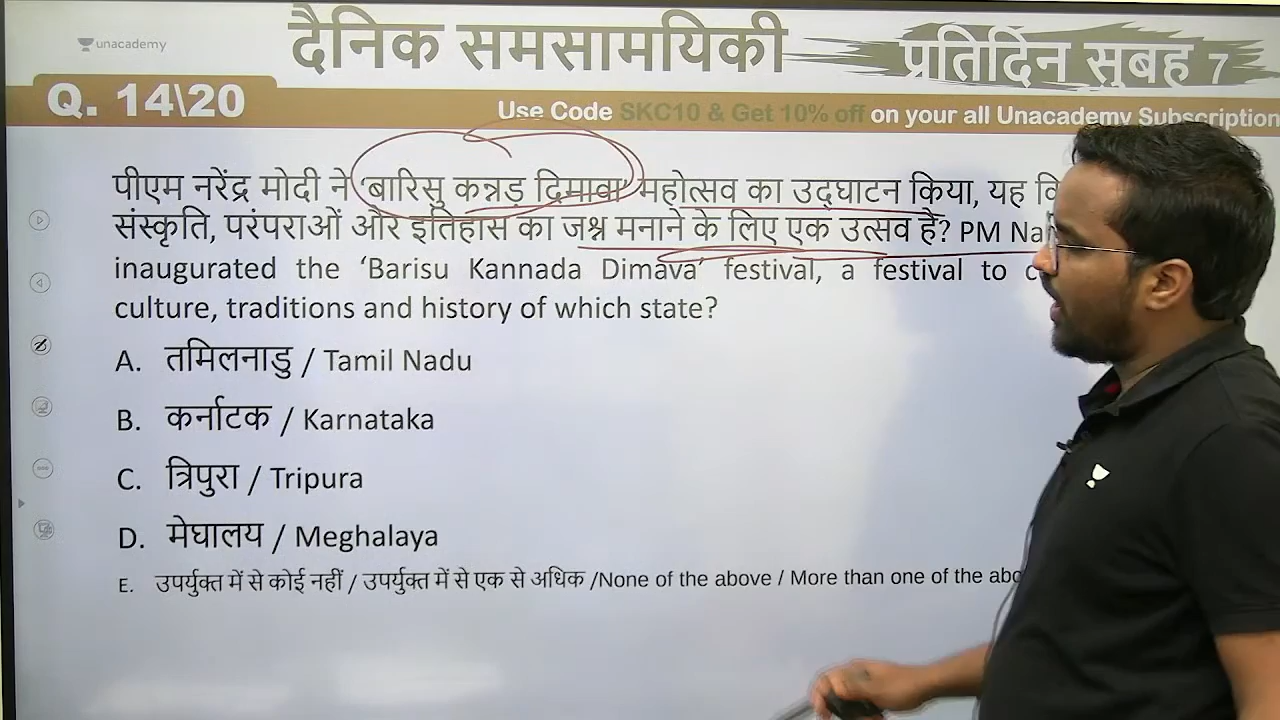 unacademy
दैनिक समसामयिकी
प्रतिदिन सुबह 7
Q. 14\20
Use Code SKC10 & Get 10% off on your all Unacademy Subscription
पीएम नरेंद्र मोदी ने ‘बारिसु कन्नड़ दिमावा’ महोत्सव का उद्घाटन किया, यह
संस्कृति, परंपराओं और इतिहास का जश्न मनाने के लिए एक उत्सव है? PM
inaugurated the ‘Barisu Kannada Dimava’ festival, a festival to
culture, traditions and history of which state?
A. तमिलनाडु / Tamil Nadu
B. कर्नाटक / Karnataka
C. त्रिपुरा / Tripura
D. मेघालय / Meghalaya
E. उपर्युक्त में से कोई नहीं / उपर्युक्त में से एक से अधिक /None of the above / More than one of the